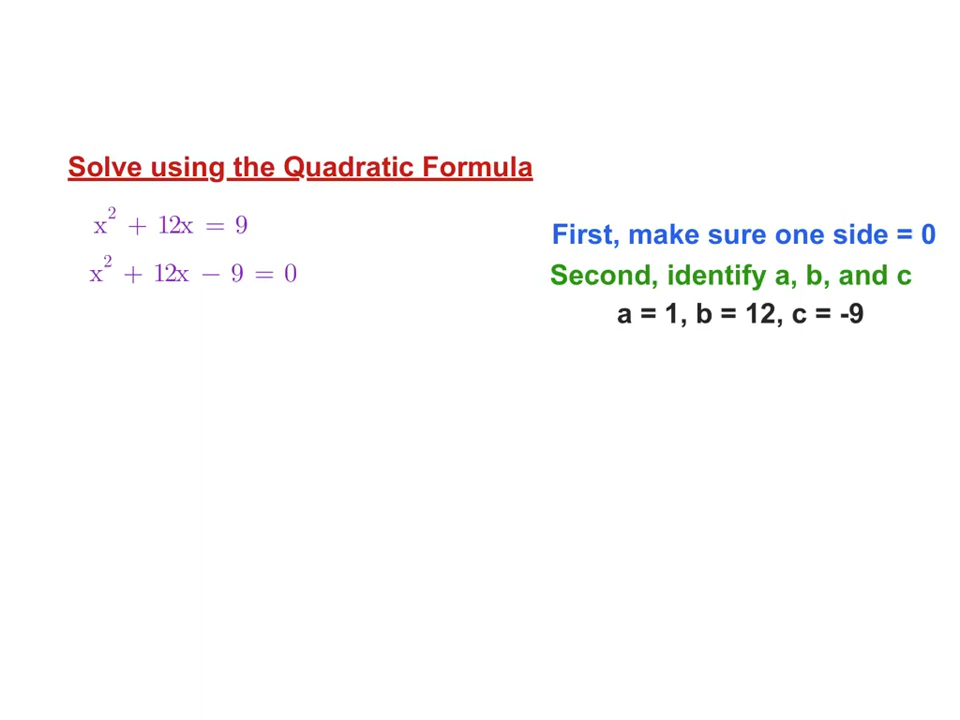 Solve using the Quadratic Formula
x² + 12x = 9
First, make sure one side = 0
x² + 12x − 9 = 0
Second, identify a, b, and c
a = 1, b = 12, c = -9